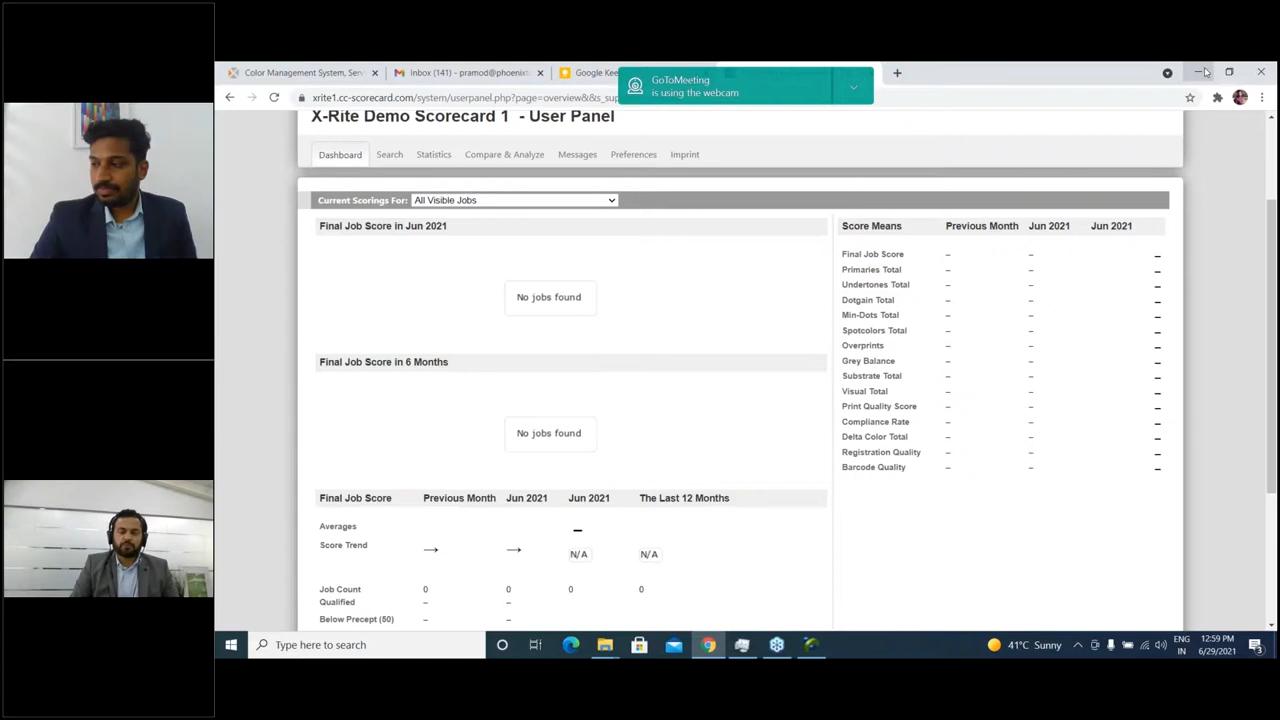 Color Management System, Serv
Inbox (141) - pramod@phoenixt
Google Kee
GoToMeeting
is using the webcam
xrite1.cc-scorecard.com/system/userpanel.php?page=overview&&s_su
X-Rite Demo Scorecard 1 - User Panel
Dashboard Search Statistics Compare & Analyze Messages Preferences Imprint
Current Scorings For: All Visible Jobs
Final Job Score in Jun 2021
No jobs found
Final Job Score in 6 Months
No jobs found
Final Job Score Previous Month Jun 2021 Jun 2021 The Last 12 Months
Averages –
Score Trend → → N/A N/A
Job Count 0 0 0 0
Qualified – –
Below Precept (50) – –
Score Means Previous Month Jun 2021 Jun 2021
Final Job Score – – –
Primaries Total – – –
Undertones Total – – –
Dotgain Total – – –
Min-Dots Total – – –
Spotcolors Total – – –
Overprints – – –
Grey Balance – – –
Substrate Total – – –
Visual Total – – –
Print Quality Score – – –
Compliance Rate – – –
Delta Color Total – – –
Registration Quality – – –
Barcode Quality – – –
Type here to search
41°C Sunny
ENG
IN
12:59 PM
6/29/2021
3